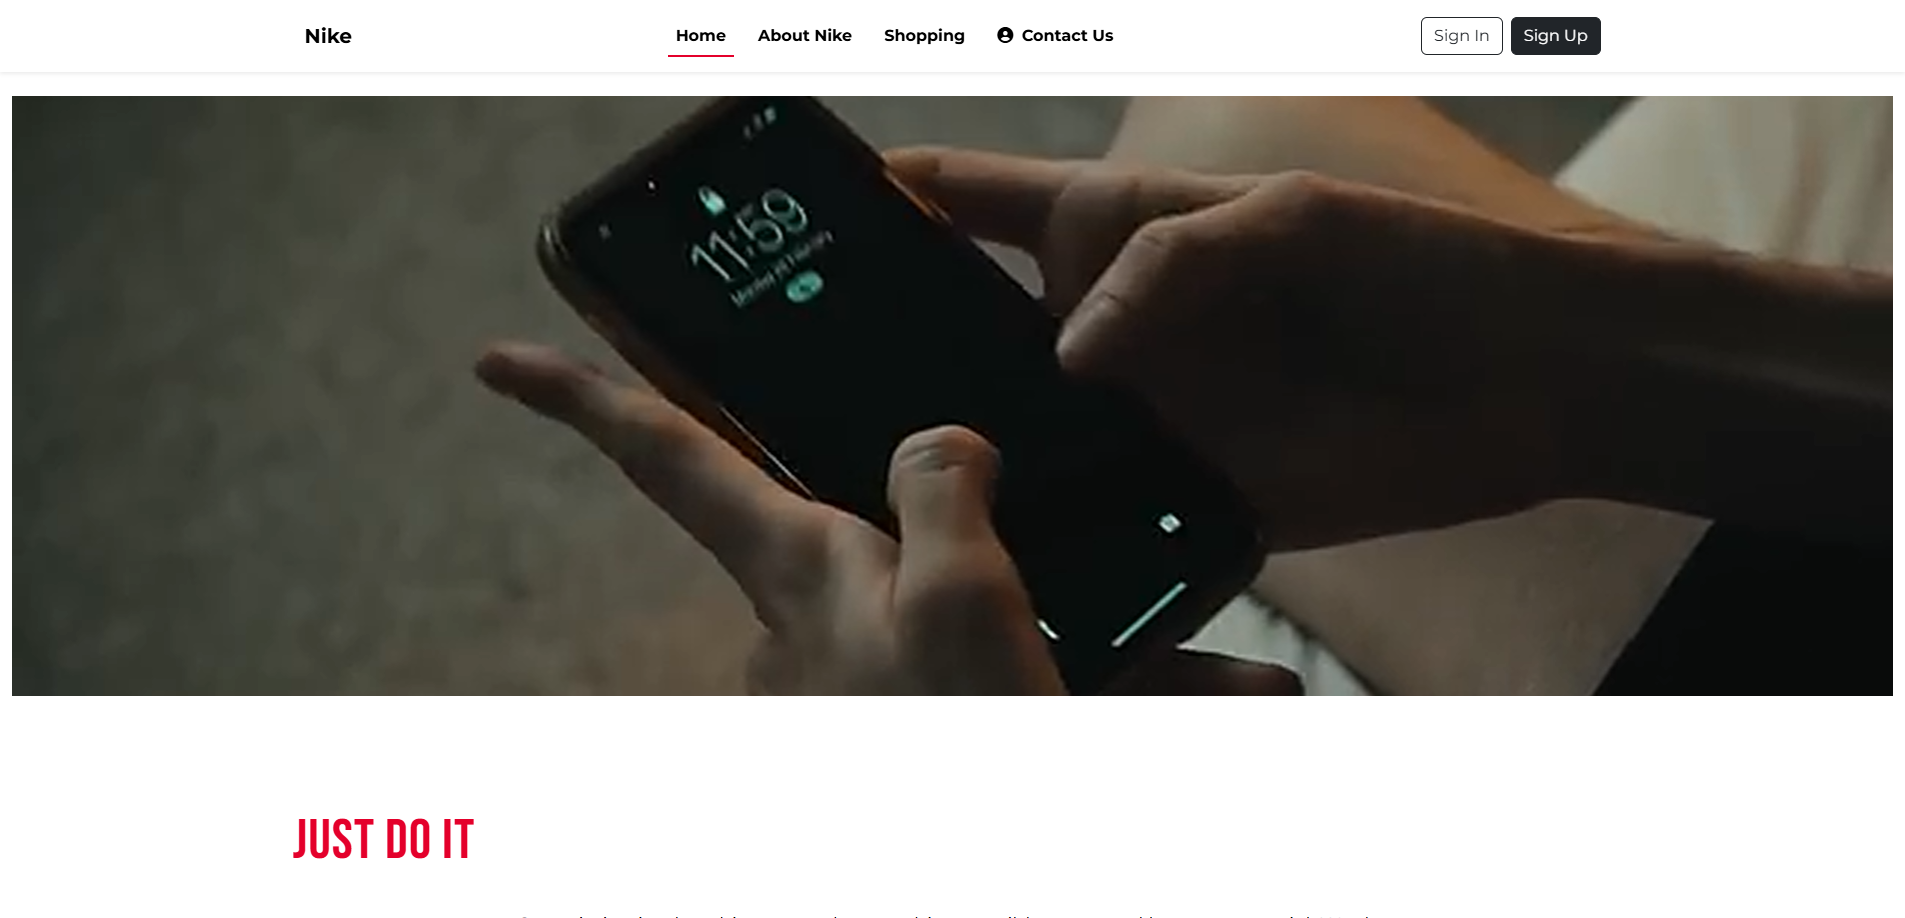 Nike
Home
About Nike
Shopping
Contact Us
Sign In
Sign Up
11:59
JUST DO IT